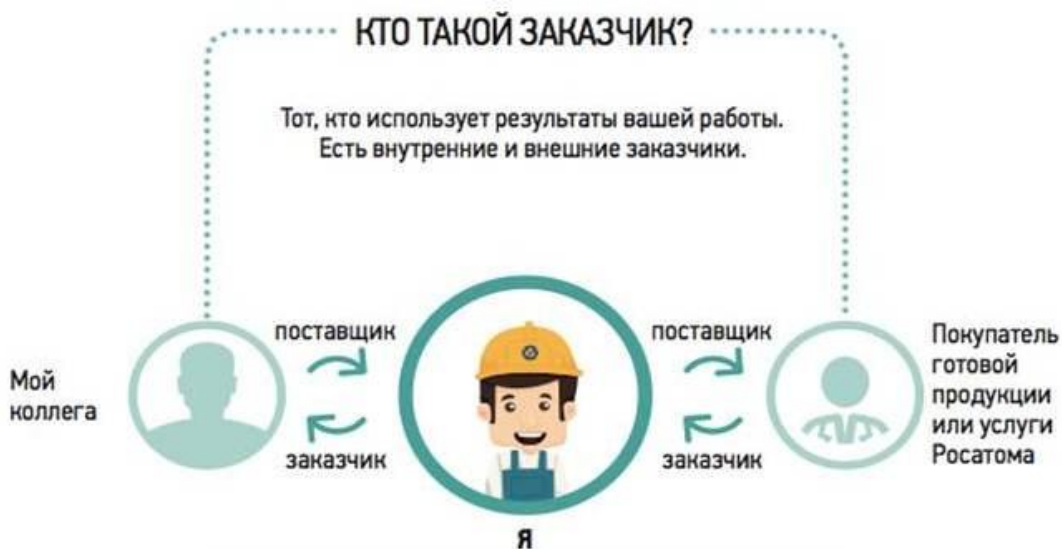 КТО ТАКОЙ ЗАКАЗЧИК?
Тот, кто использует результаты вашей работы.
Есть внутренние и внешние заказчики.
Мой
коллега
поставщик
заказчик
Я
поставщик
заказчик
Покупатель
готовой
продукции
или услуги
Росатома